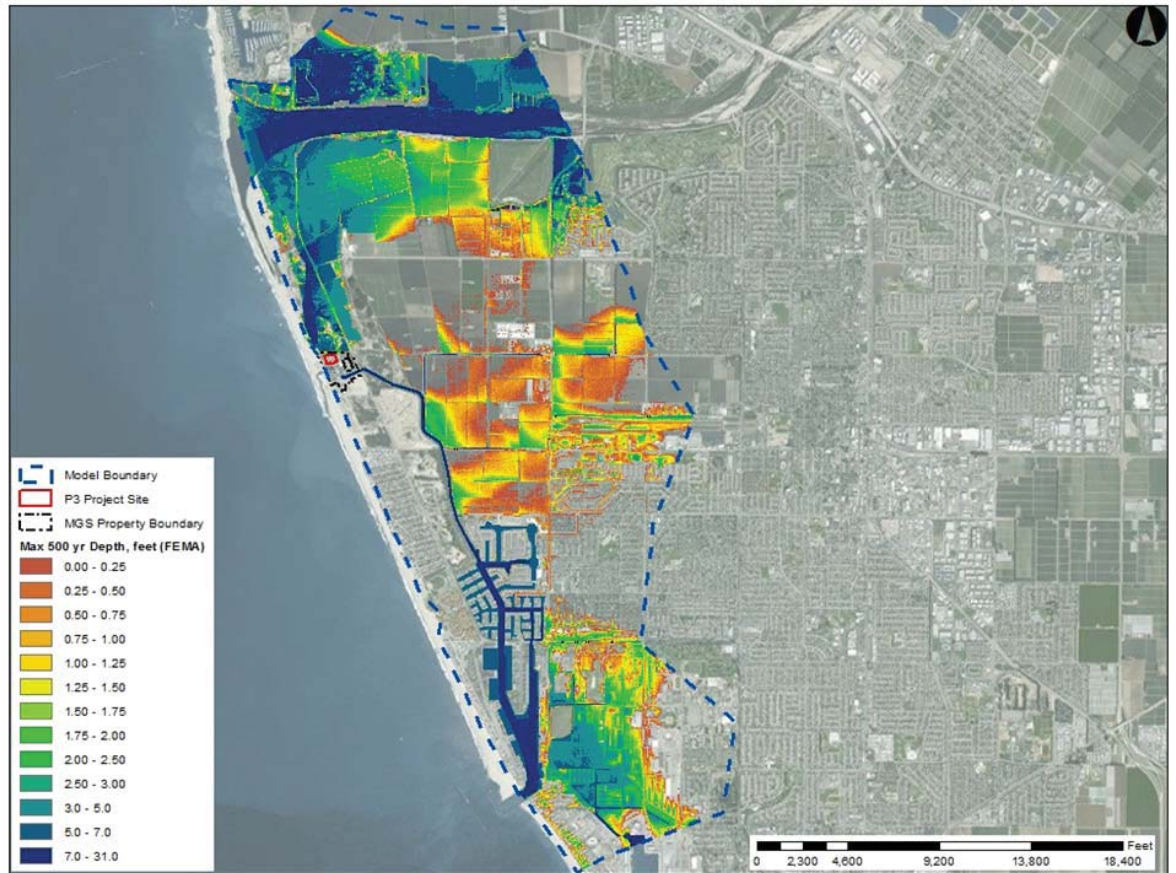 Model Boundary
P3 Project Site
MGS Property Boundary
Max 500 yr Depth, feet (FEMA)
0.00 - 0.25
0.25 - 0.50
0.50 - 0.75
0.75 - 1.00
1.00 - 1.25
1.25 - 1.50
1.50 - 1.75
1.75 - 2.00
2.00 - 2.50
2.50 - 3.00
3.0 - 5.0
5.0 - 7.0
7.0 - 31.0
Feet
0 2,300 4,600 9,200 13,800 18,400